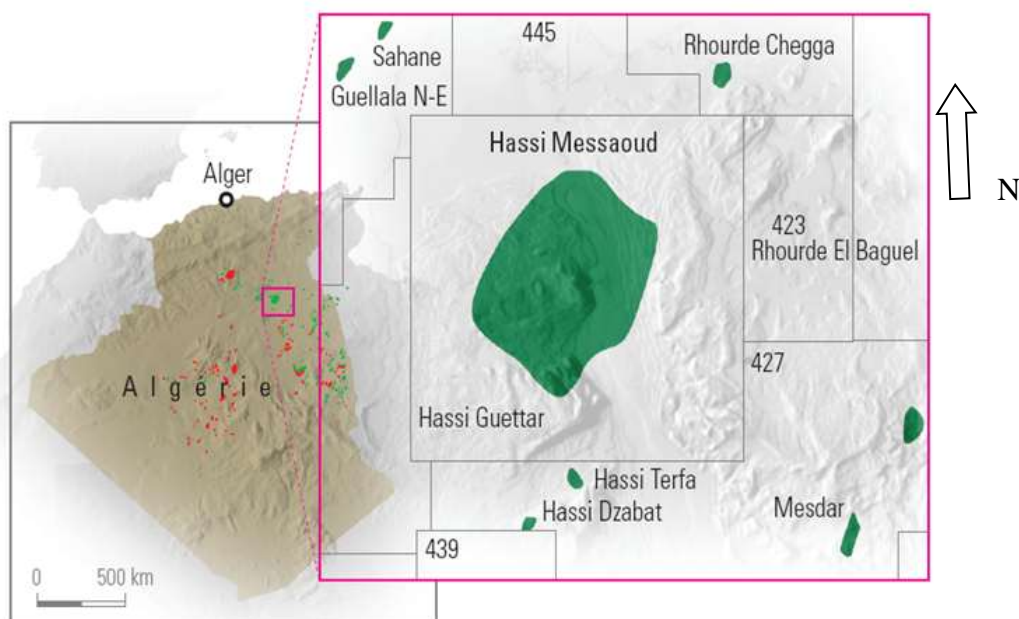 445
Rhourde Chegga
Sahane
Guellala N-E
Hassi Messaoud
N
Alger
423
Rhourde El Baguel
427
Algérie
Hassi Guettar
Hassi Terfa
Mesdar
Hassi Dzabat
439
0 500 km